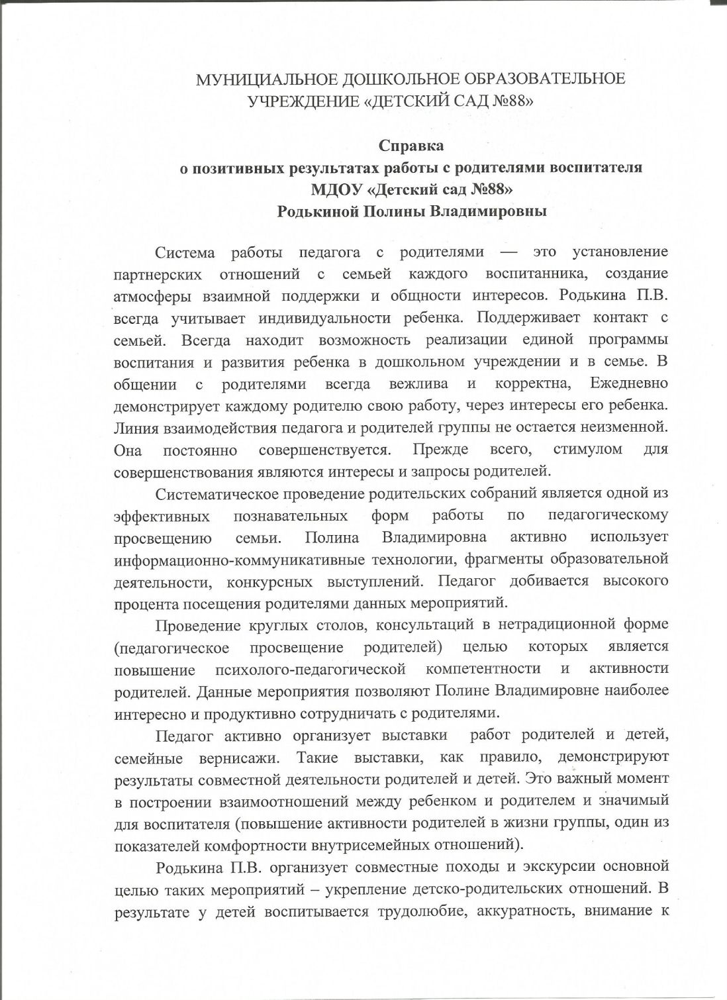 МУНИЦИАЛЬНОЕ ДОШКОЛЬНОЕ ОБРАЗОВАТЕЛЬНОЕ
УЧРЕЖДЕНИЕ «ДЕТСКИЙ САД №88»
Справка
о позитивных результатах работы с родителями воспитателя
МДОУ «Детский сад №88»
Родькиной Полины Владимировны
Система работы педагога с родителями — это установление
партнерских отношений с семьей каждого воспитанника, создание
атмосферы взаимной поддержки и общности интересов. Родькина П.В.
всегда учитывает индивидуальности ребенка. Поддерживает контакт с
семьей. Всегда находит возможность реализации единой программы
воспитания и развития ребенка в дошкольном учреждении и в семье. В
общении с родителями всегда вежлива и корректна, Ежедневно
демонстрирует каждому родителю свою работу, через интересы его ребенка.
Линия взаимодействия педагога и родителей группы не остается неизменной.
Она постоянно совершенствуется. Прежде всего, стимулом для
совершенствования являются интересы и запросы родителей.
Систематическое проведение родительских собраний является одной из
эффективных познавательных форм работы по педагогическому
просвещению семьи. Полина Владимировна активно использует
информационно-коммуникативные технологии, фрагменты образовательной
деятельности, конкурсных выступлений. Педагог добивается высокого
процента посещения родителями данных мероприятий.
Проведение круглых столов, консультаций в нетрадиционной форме
(педагогическое просвещение родителей) целью которых является
повышение психолого-педагогической компетентности и активности
родителей. Данные мероприятия позволяют Полине Владимировне наиболее
интересно и продуктивно сотрудничать с родителями.
Педагог активно организует выставки работ родителей и детей,
семейные вернисажи. Такие выставки, как правило, демонстрируют
результаты совместной деятельности родителей и детей. Это важный момент
в построении взаимоотношений между ребенком и родителем и значимый
для воспитателя (повышение активности родителей в жизни группы, один из
показателей комфортности внутрисемейных отношений).
Родькина П.В. организует совместные походы и экскурсии основной
целью таких мероприятий – укрепление детско-родительских отношений. В
результате у детей воспитывается трудолюбие, аккуратность, внимание к